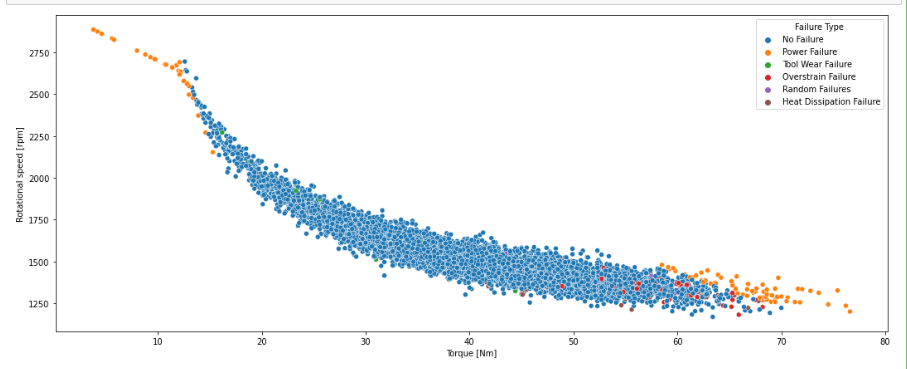 Failure Type
No Failure
Power Failure
Tool Wear Failure
Overstrain Failure
Random Failures
Heat Dissipation Failure
Rotational speed [rpm]
2750
2500
2250
2000
1750
1500
1250
10 20 30 40 50 60 70 80
Torque [Nm]